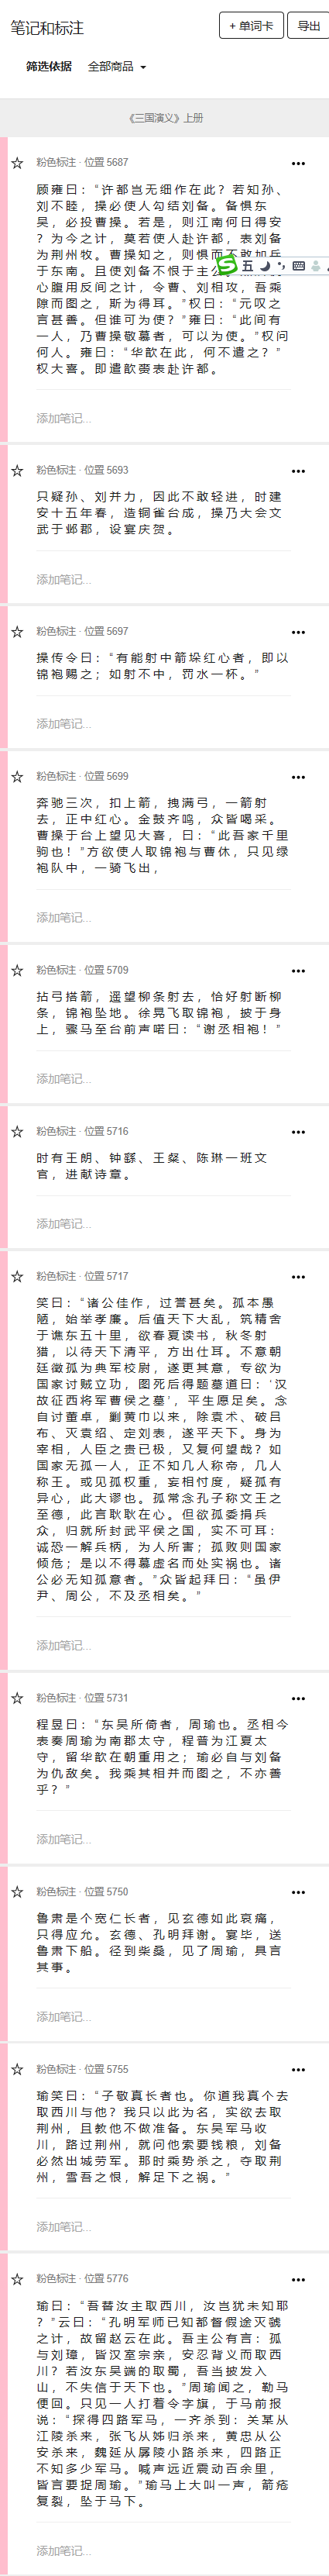 笔记和标注
+ 单词卡
导出
筛选依据
全部商品
《三国演义》上册
粉色标注 · 位置 5687
顾雍曰：“许都岂无细作在此？若知孙、
刘不睦，操必使人勾结刘备。备惧东
吴，必投曹操。若是，则江南何日得安
？为今之计，莫若使人赴许都，表刘备
为荆州牧。曹操知之，则惧而不敢加兵
于东南。且使刘备不恨于主公。
心腹用反间之计，令曹、刘相攻，吾乘
隙而图之，斯为得耳。”权曰：“元叹之
言甚善。但谁可为使？”雍曰：“此间有
一人，乃曹操敬慕者，可以为使。”权问
何人。雍曰：“华歆在此，何不遣之？”
权大喜。即遣歆赍表赴许都。
五
添加笔记...
粉色标注 · 位置 5693
只疑孙、刘并力，因此不敢轻进，时建
安十五年春，造铜雀台成，操乃大会文
武于邺郡，设宴庆贺。
添加笔记...
粉色标注 · 位置 5697
操传令曰：“有能射中箭垛红心者，即以
锦袍赐之；如射不中，罚水一杯。”
添加笔记...
粉色标注 · 位置 5699
奔驰三次，扣上箭，拽满弓，一箭射
去，正中红心。金鼓齐鸣，众皆喝采。
曹操于台上望见大喜，曰：“此吾家千里
驹也！”方欲使人取锦袍与曹休，只见绿
袍队中，一骑飞出，
添加笔记...
粉色标注 · 位置 5709
拈弓搭箭，遥望柳条射去，恰好射断柳
条，锦袍坠地。徐晃飞取锦袍，披于身
上，骤马至台前声喏曰：“谢丞相袍！”
添加笔记...
粉色标注 · 位置 5716
时有王朗、钟繇、王粲、陈琳一班文
官，进献诗章。
添加笔记...
粉色标注 · 位置 5717
笑曰：“诸公佳作，过誉甚矣。孤本愚
陋，始举孝廉。后值天下大乱，筑精舍
于谯东五十里，欲春夏读书，秋冬射
猎，以待天下清平，方出仕耳。不意朝
廷徵孤为典军校尉，遂更其意，专欲为
国家讨贼立功，图死后得题墓道曰：‘汉
故征西将军曹侯之墓’，平生愿足矣。念
自讨董卓，剿黄巾以来，除袁术、破吕
布、灭袁绍、定刘表，遂平天下。身为
宰相，人臣之贵已极，又复何望哉？如
国家无孤一人，正不知几人称帝，几人
称王。或见孤权重，妄相忖度，疑孤有
异心，此大谬也。孤常念孔子称文王之
至德，此言耿耿在心。但欲孤委捐兵
众，归就所封武平侯之国，实不可耳：
诚恐一解兵柄，为人所害；孤败则国家
倾危；是以不得慕虚名而处实祸也。诸
公必无知孤意者。”众皆起拜曰：“虽伊
尹、周公，不及丞相矣。”
添加笔记...
粉色标注 · 位置 5731
程昱曰：“东吴所倚者，周瑜也。丞相今
表奏周瑜为南郡太守，程普为江夏太
守，留华歆在朝重用之；瑜必自与刘备
为仇敌矣。我乘其相并而图之，不亦善
乎？”
添加笔记...
粉色标注 · 位置 5750
鲁肃是个宽仁长者，见玄德如此哀痛，
只得应允。玄德、孔明拜谢。宴毕，送
鲁肃下船。径到柴桑，见了周瑜，具言
其事。
添加笔记...
粉色标注 · 位置 5755
瑜笑曰：“子敬真长者也。你道我真个去
取西川与他？我只以此为名，实欲去取
荆州，且教他不做准备。东吴军马收
川，路过荆州，就问他索要钱粮，刘备
必然出城劳军。那时乘势杀之，夺取荆
州，雪吾之恨，解足下之祸。”
添加笔记...
粉色标注 · 位置 5776
瑜曰：“吾替汝主取西川，汝岂犹未知耶
？”云曰：“孔明军师已知都督假途灭虢
之计，故留赵云在此。吾主公有言：孤
与刘璋，皆汉室宗亲，安忍背义而取西
川？若汝东吴端的取蜀，吾当披发入
山，不失信于天下也。”周瑜闻之，勒马
便回。只见一人打着令字旗，于马前报
说：“探得四路军马，一齐杀到：关某从
江陵杀来，张飞从姊归杀来，黄忠从公
安杀来，魏延从孱陵小路杀来，四路正
不知多少军马。喊声远近震动百余里，
皆言要捉周瑜。”瑜马上大叫一声，箭疮
复裂，坠于马下。
添加笔记...